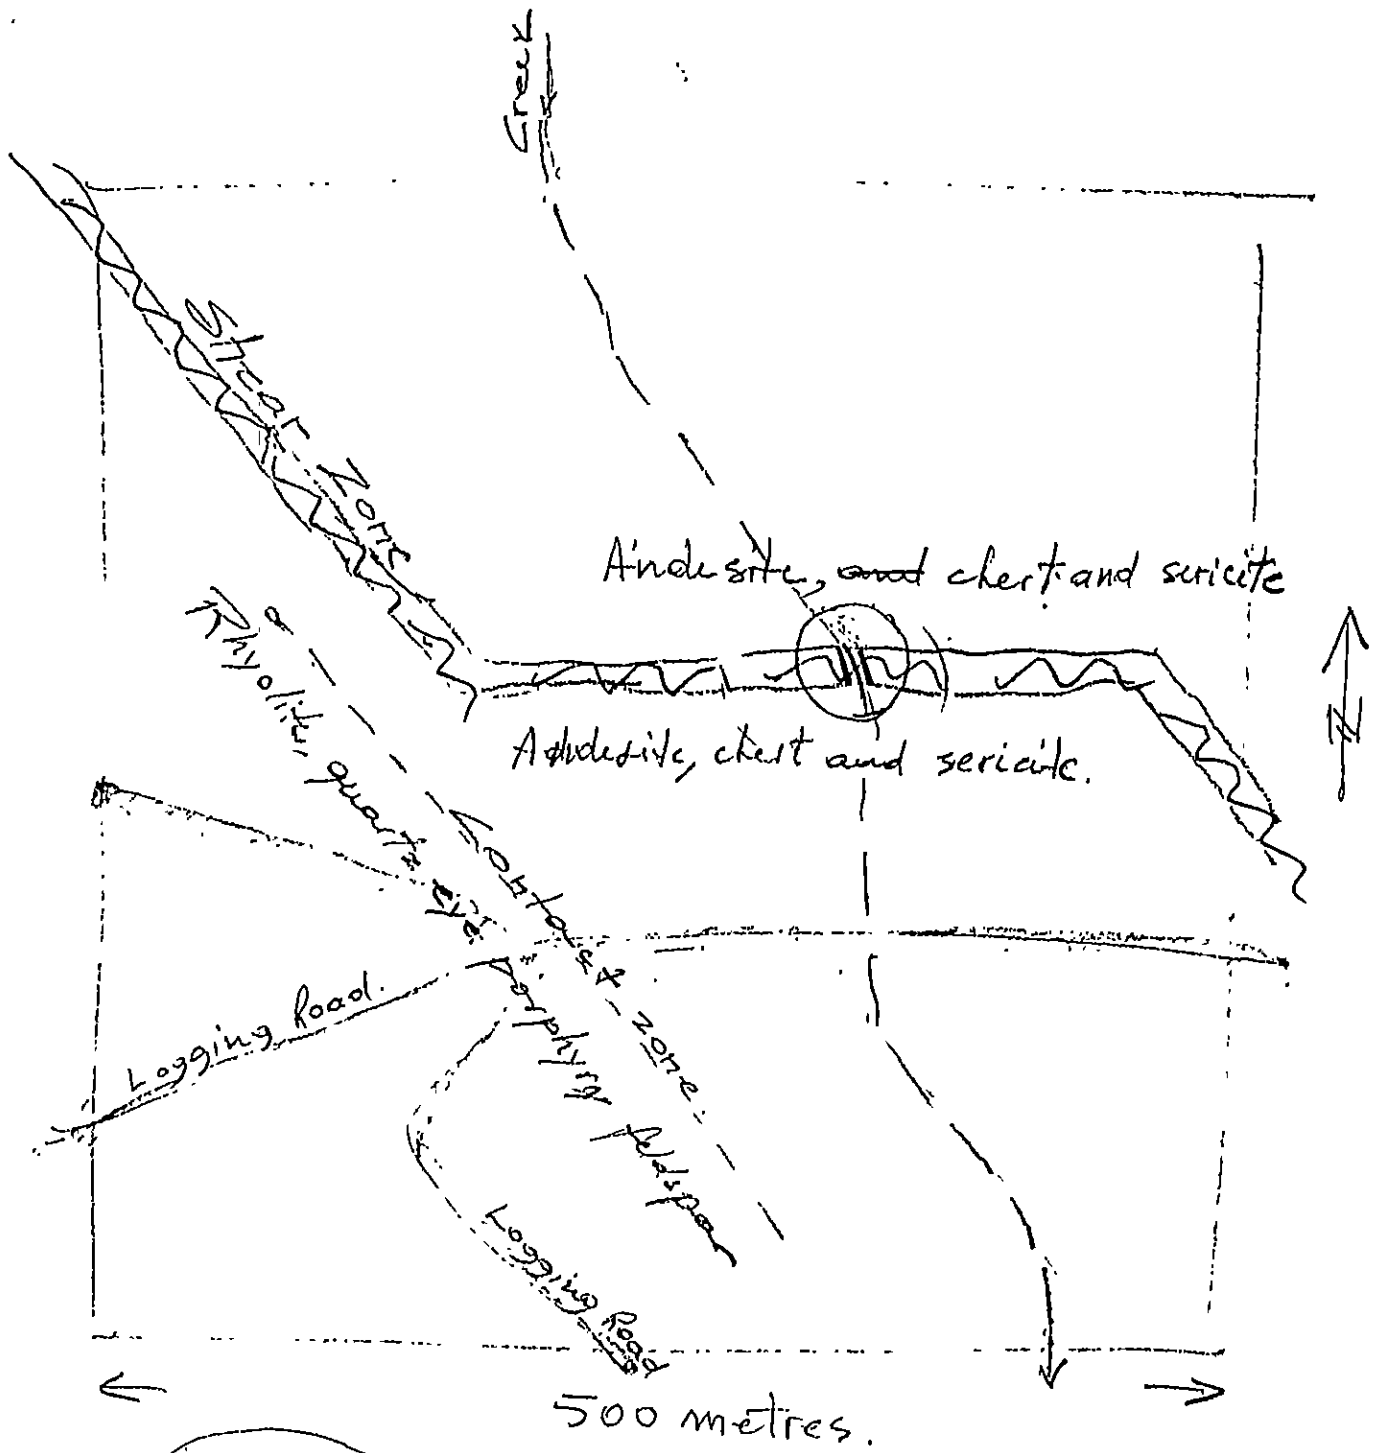 Creek
Shear Zone
Andesite, and chert and sericite
N
Rhyolite, quartz eye porphyry feldspar
Andesite, chert and sericite.
Contact zone
Logging Road.
Logging Road
500 metres.